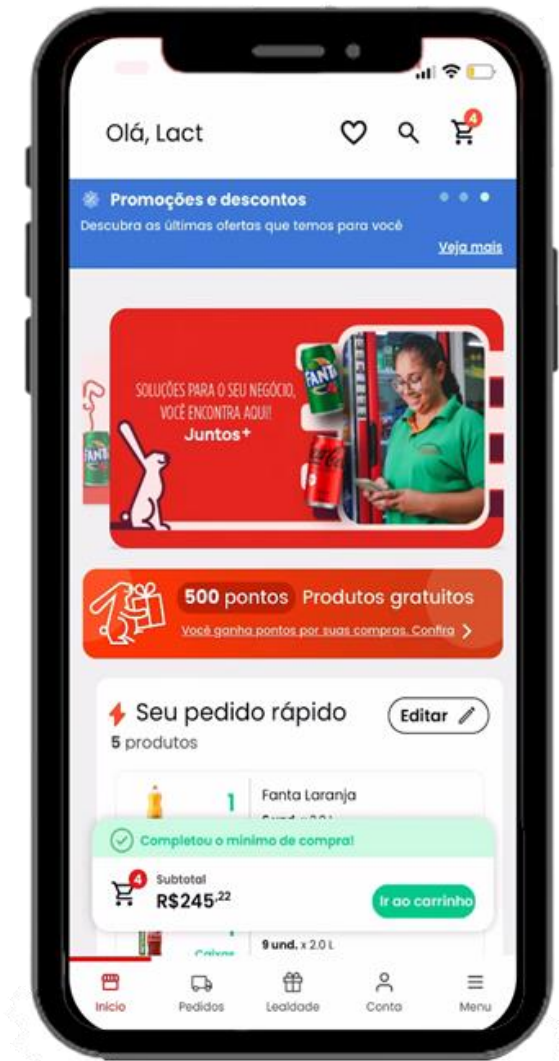 Olá, Lact
4
Promoções e descontos
Descubra as últimas ofertas que temos para você
Veja mais
SOLUÇÕES PARA O SEU NEGÓCIO,
VOCÊ ENCONTRA
AQUI!
Juntos+
FANTA
FANTA
500 pontos Produtos gratuitos
Você ganha pontos por suas compras. Confira
Seu pedido rápido
Editar
5 produtos
1
Fanta Laranja
Completou o mínimo de compra!
4
Subtotal
R$245,22
Ir ao carrinho
Caixas
9 und. x 2.0 L
Início
Pedidos
Lealdade
Conta
Menu